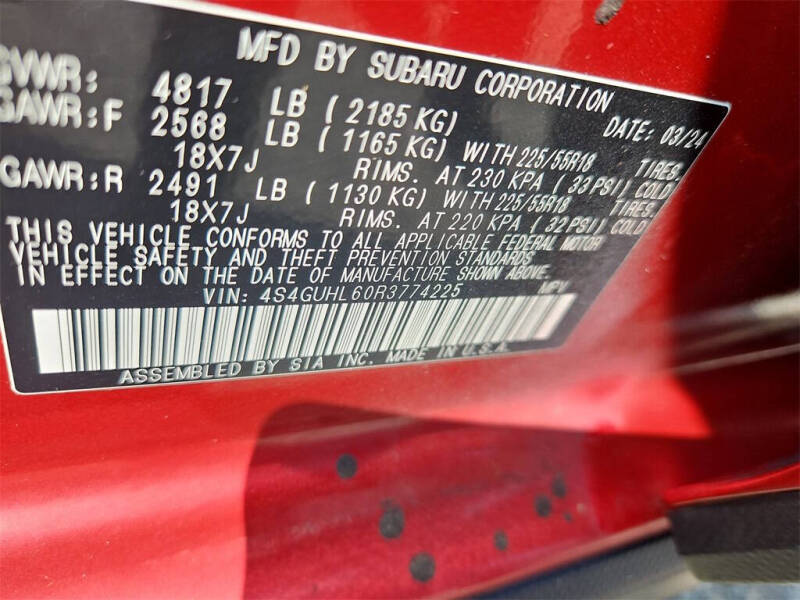 MFD BY SUBARU CORPORATION
DATE: 03/24
GVWR: 4817 LB (2185 KG)
GAWR:F 2568 LB (1165 KG) WITH 225/55R18 TIRES,
18X7J RIMS, AT 230 KPA (33 PSI) COLD
GAWR:R 2491 LB (1130 KG) WITH 225/55R18 TIRES,
18X7J RIMS, AT 220 KPA (32 PSI) COLD
THIS VEHICLE CONFORMS TO ALL APPLICABLE FEDERAL MOTOR
VEHICLE SAFETY AND THEFT PREVENTION STANDARDS
IN EFFECT ON THE DATE OF MANUFACTURE SHOWN ABOVE.
VIN: 4S4GUHL60R3774225 MPV
ASSEMBLED BY SIA INC. MADE IN U.S.A.